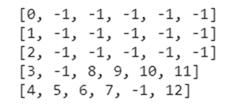 [0, -1, -1, -1, -1, -1]
[1, -1, -1, -1, -1, -1]
[2, -1, -1, -1, -1, -1]
[3, -1, 8, 9, 10, 11]
[4, 5, 6, 7, -1, 12]